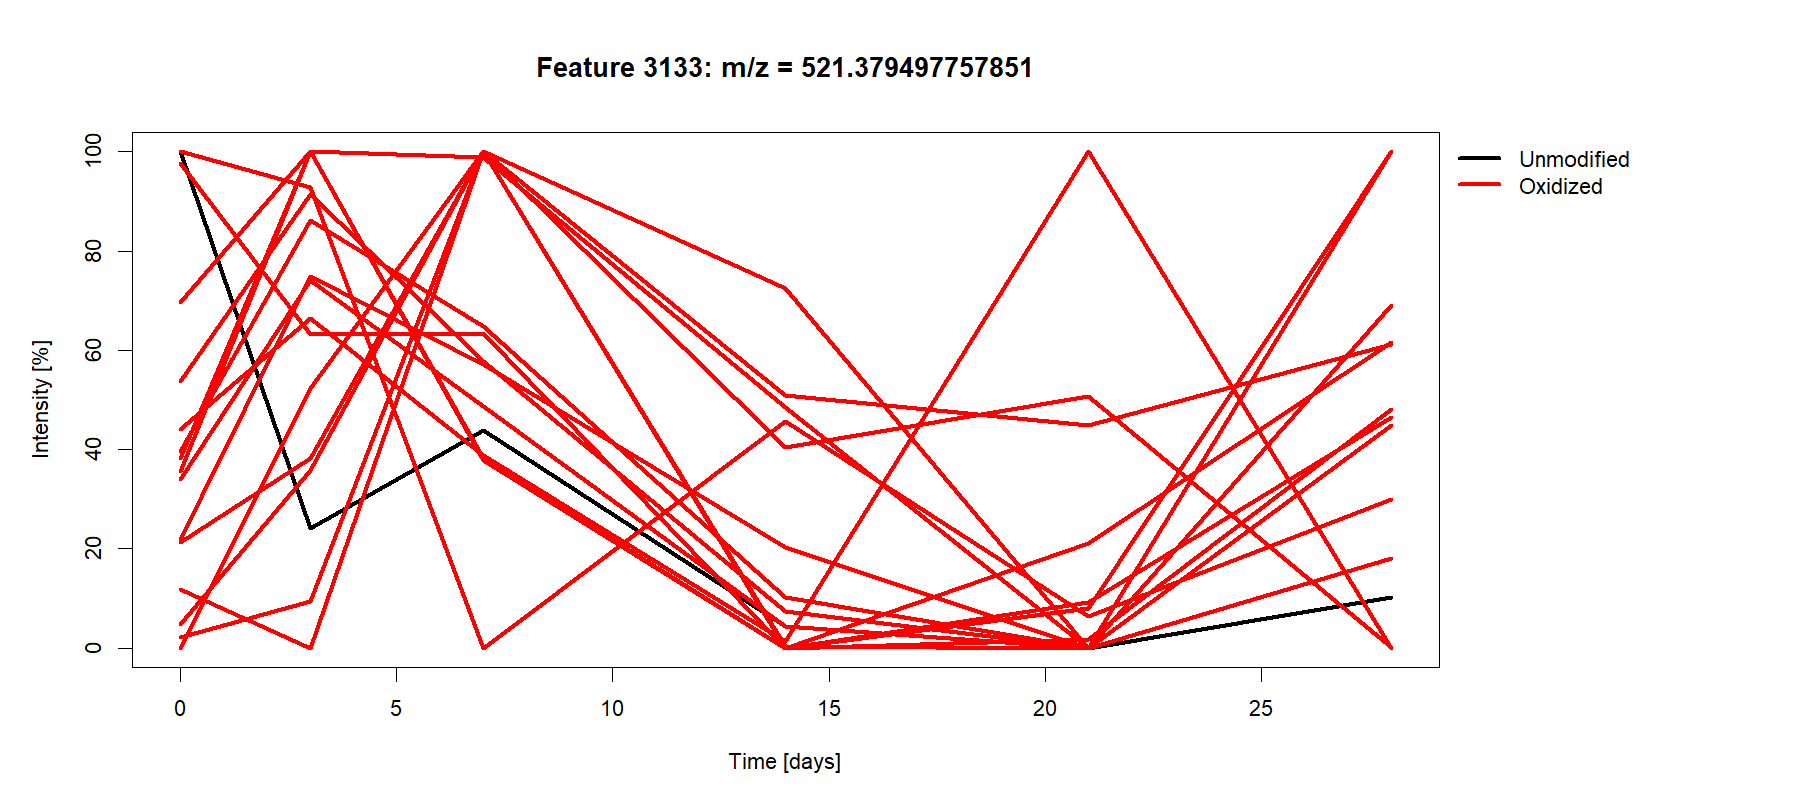 Feature 3133: m/z = 521.379497757851
Unmodified
Oxidized
Intensity [%]
100
80
60
40
20
0
0 5 10 15 20 25
Time [days]